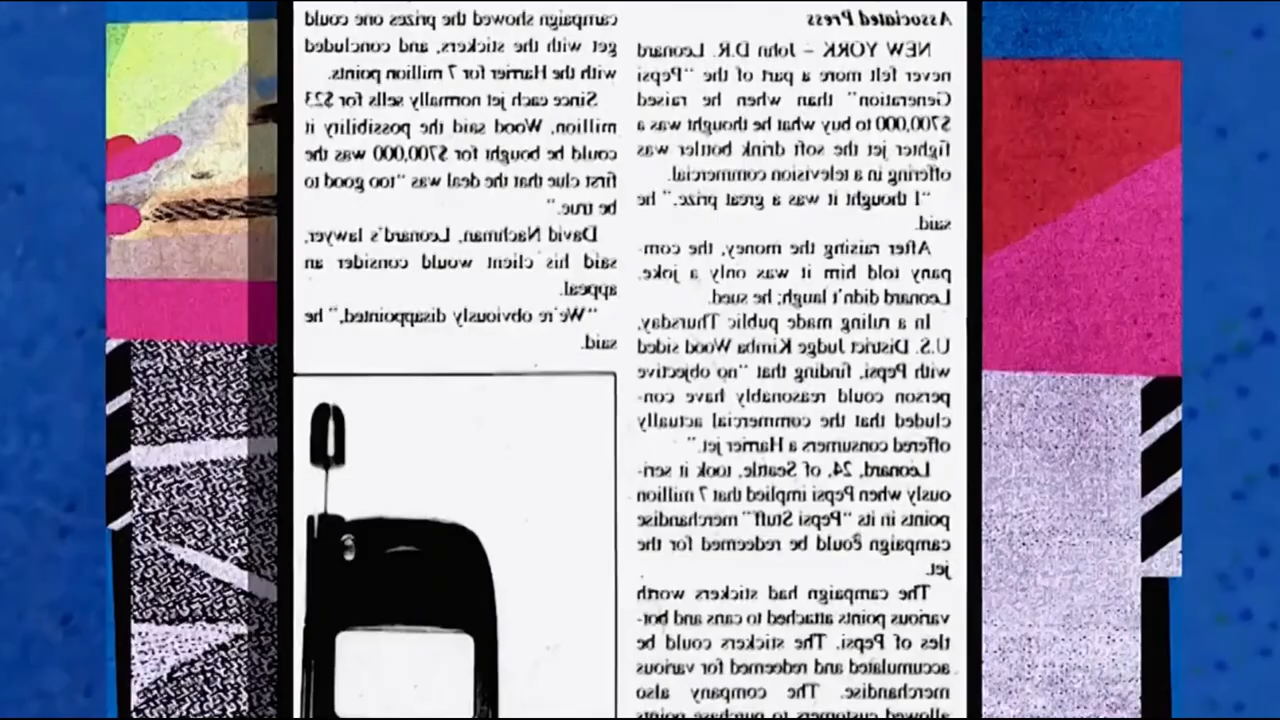 Associated Press
NEW YORK – John D.R. Leonard
never felt more a part of the "Pepsi
Generation" than when he raised
$700,000 to buy what he thought was a
fighter jet the soft drink bottler was
offering in a television commercial.
"I thought it was a great prize," he
said.
After raising the money, the com-
pany told him it was only a joke.
Leonard didn't laugh; he sued.
In a ruling made public Thursday,
U.S. District Judge Kimba Wood sided
with Pepsi, finding that "no objective
person could reasonably have con-
cluded that the commercial actually
offered consumers a Harrier jet."
Leonard, 24, of Seattle, took it seri-
ously when Pepsi implied that 7 million
points in its "Pepsi Stuff" merchandise
campaign could be redeemed for the
jet.
The campaign had stickers worth
various points attached to cans and bot-
tles of Pepsi. The stickers could be
accumulated and redeemed for various
merchandise. The company also
allowed customers to purchase points
campaign showed the prizes one could
get with the stickers, and concluded
with the Harrier for 7 million points.
Since each jet normally sells for $23
million, Wood said the possibility it
could be bought for $700,000 was the
first clue that the deal was "too good to
be true."
David Nachman, Leonard's lawyer,
said his client would consider an
appeal.
"We're obviously disappointed," he
said.